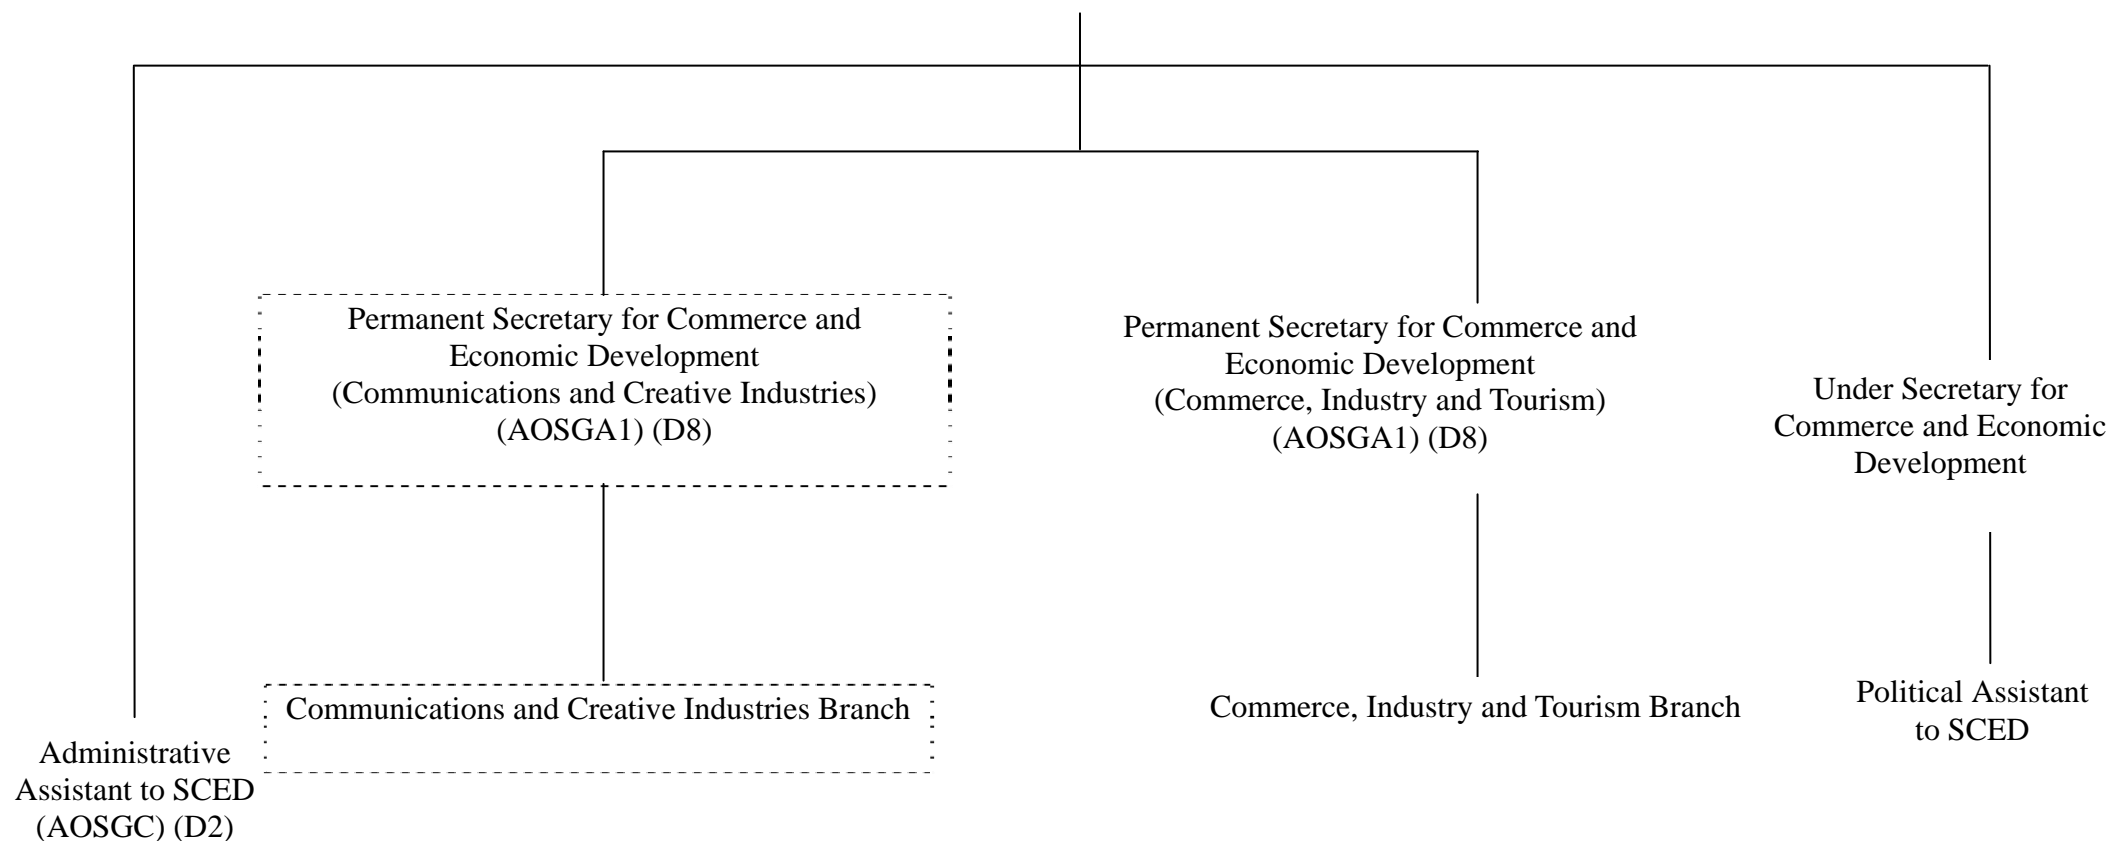 Permanent Secretary for Commerce and
Economic Development
(Communications and Creative Industries)
(AOSGA1) (D8)
Permanent Secretary for Commerce and
Economic Development
(Commerce, Industry and Tourism)
(AOSGA1) (D8)
Under Secretary for
Commerce and Economic
Development
Communications and Creative Industries Branch
Commerce, Industry and Tourism Branch
Political Assistant
to SCED
Administrative
Assistant to SCED
(AOSGC) (D2)